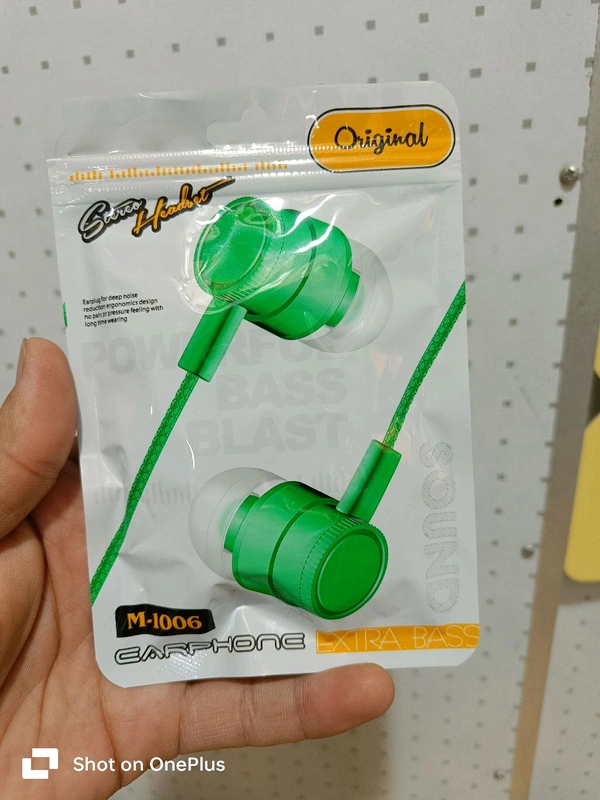 Original
Stereo Headset
Earplug for deep noise
reduction ergonomics design
no pain pr pressure feeling with
long time wearing
POWERFUL
BASS
BLAST
SOUND
M-1006
EARPHONE
EXTRA BASS
Shot on OnePlus